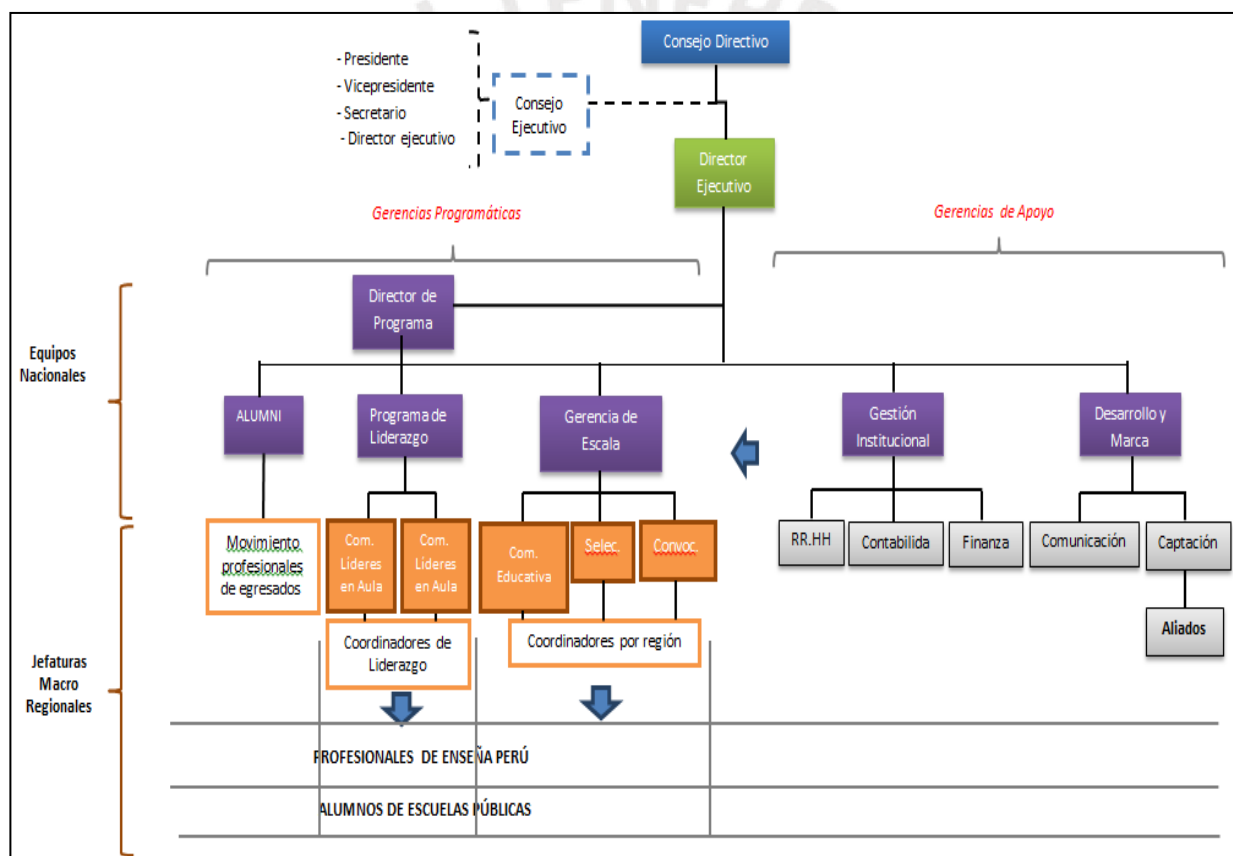 TENEBR
Consejo Directivo
- Presidente
- Vicepresidente
- Secretario
- Director ejecutivo
Consejo
Ejecutivo
Director
Ejecutivo
Gerencias Programáticas
Gerencias de Apoyo
Equipos
Nacionales
Director de
Programa
ALUMNI
Programa de
Liderazgo
Gerencia de
Escala
Gestión
Institucional
Desarrollo y
Marca
Jefaturas
Macro
Regionales
Movimiento
profesionales
de egresados
Com.
Líderes
en Aula
Com.
Líderes
en Aula
Com.
Educativa
Selec.
Convoc.
RR.HH
Contabilida
Finanza
Comunicación
Captación
Aliados
Coordinadores de
Liderazgo
Coordinadores por región
PROFESIONALES DE ENSEÑA PERÚ
ALUMNOS DE ESCUELAS PÚBLICAS